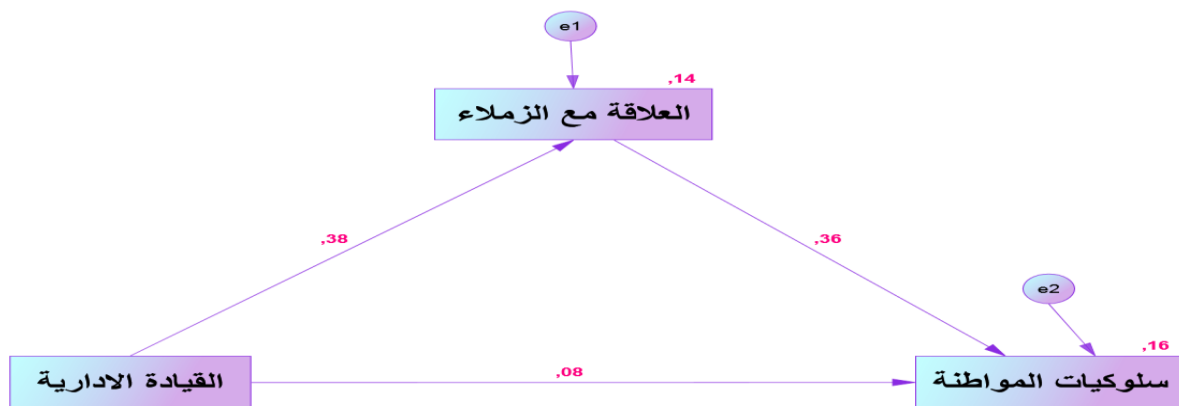 e1
,14
العلاقة مع الزملاء
,38
,36
e2
,16
القيادة الادارية
,08
سلوكيات المواطنة